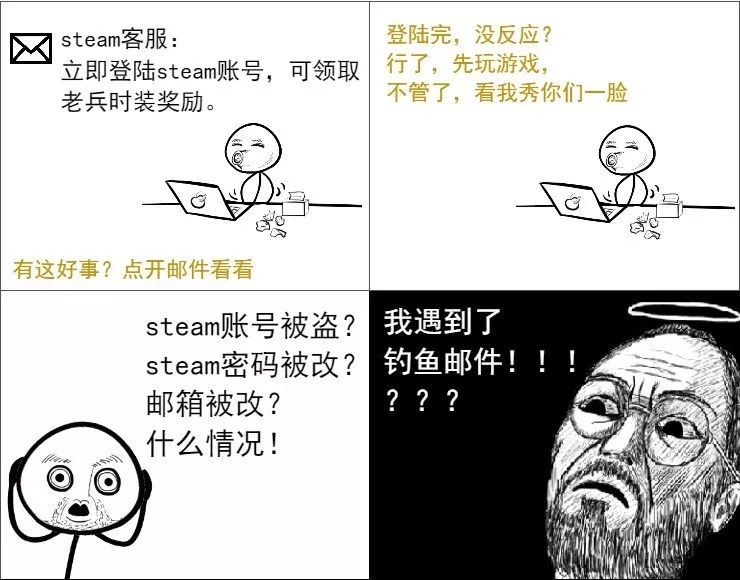 steam客服：
立即登陆steam账号，可领取
老兵时装奖励。
有这好事？点开邮件看看
登陆完，没反应？
行了，先玩游戏，
不管了，看我秀你们一脸
steam账号被盗？
steam密码被改？
邮箱被改？
什么情况！
我遇到了
钓鱼邮件！！！
？？？